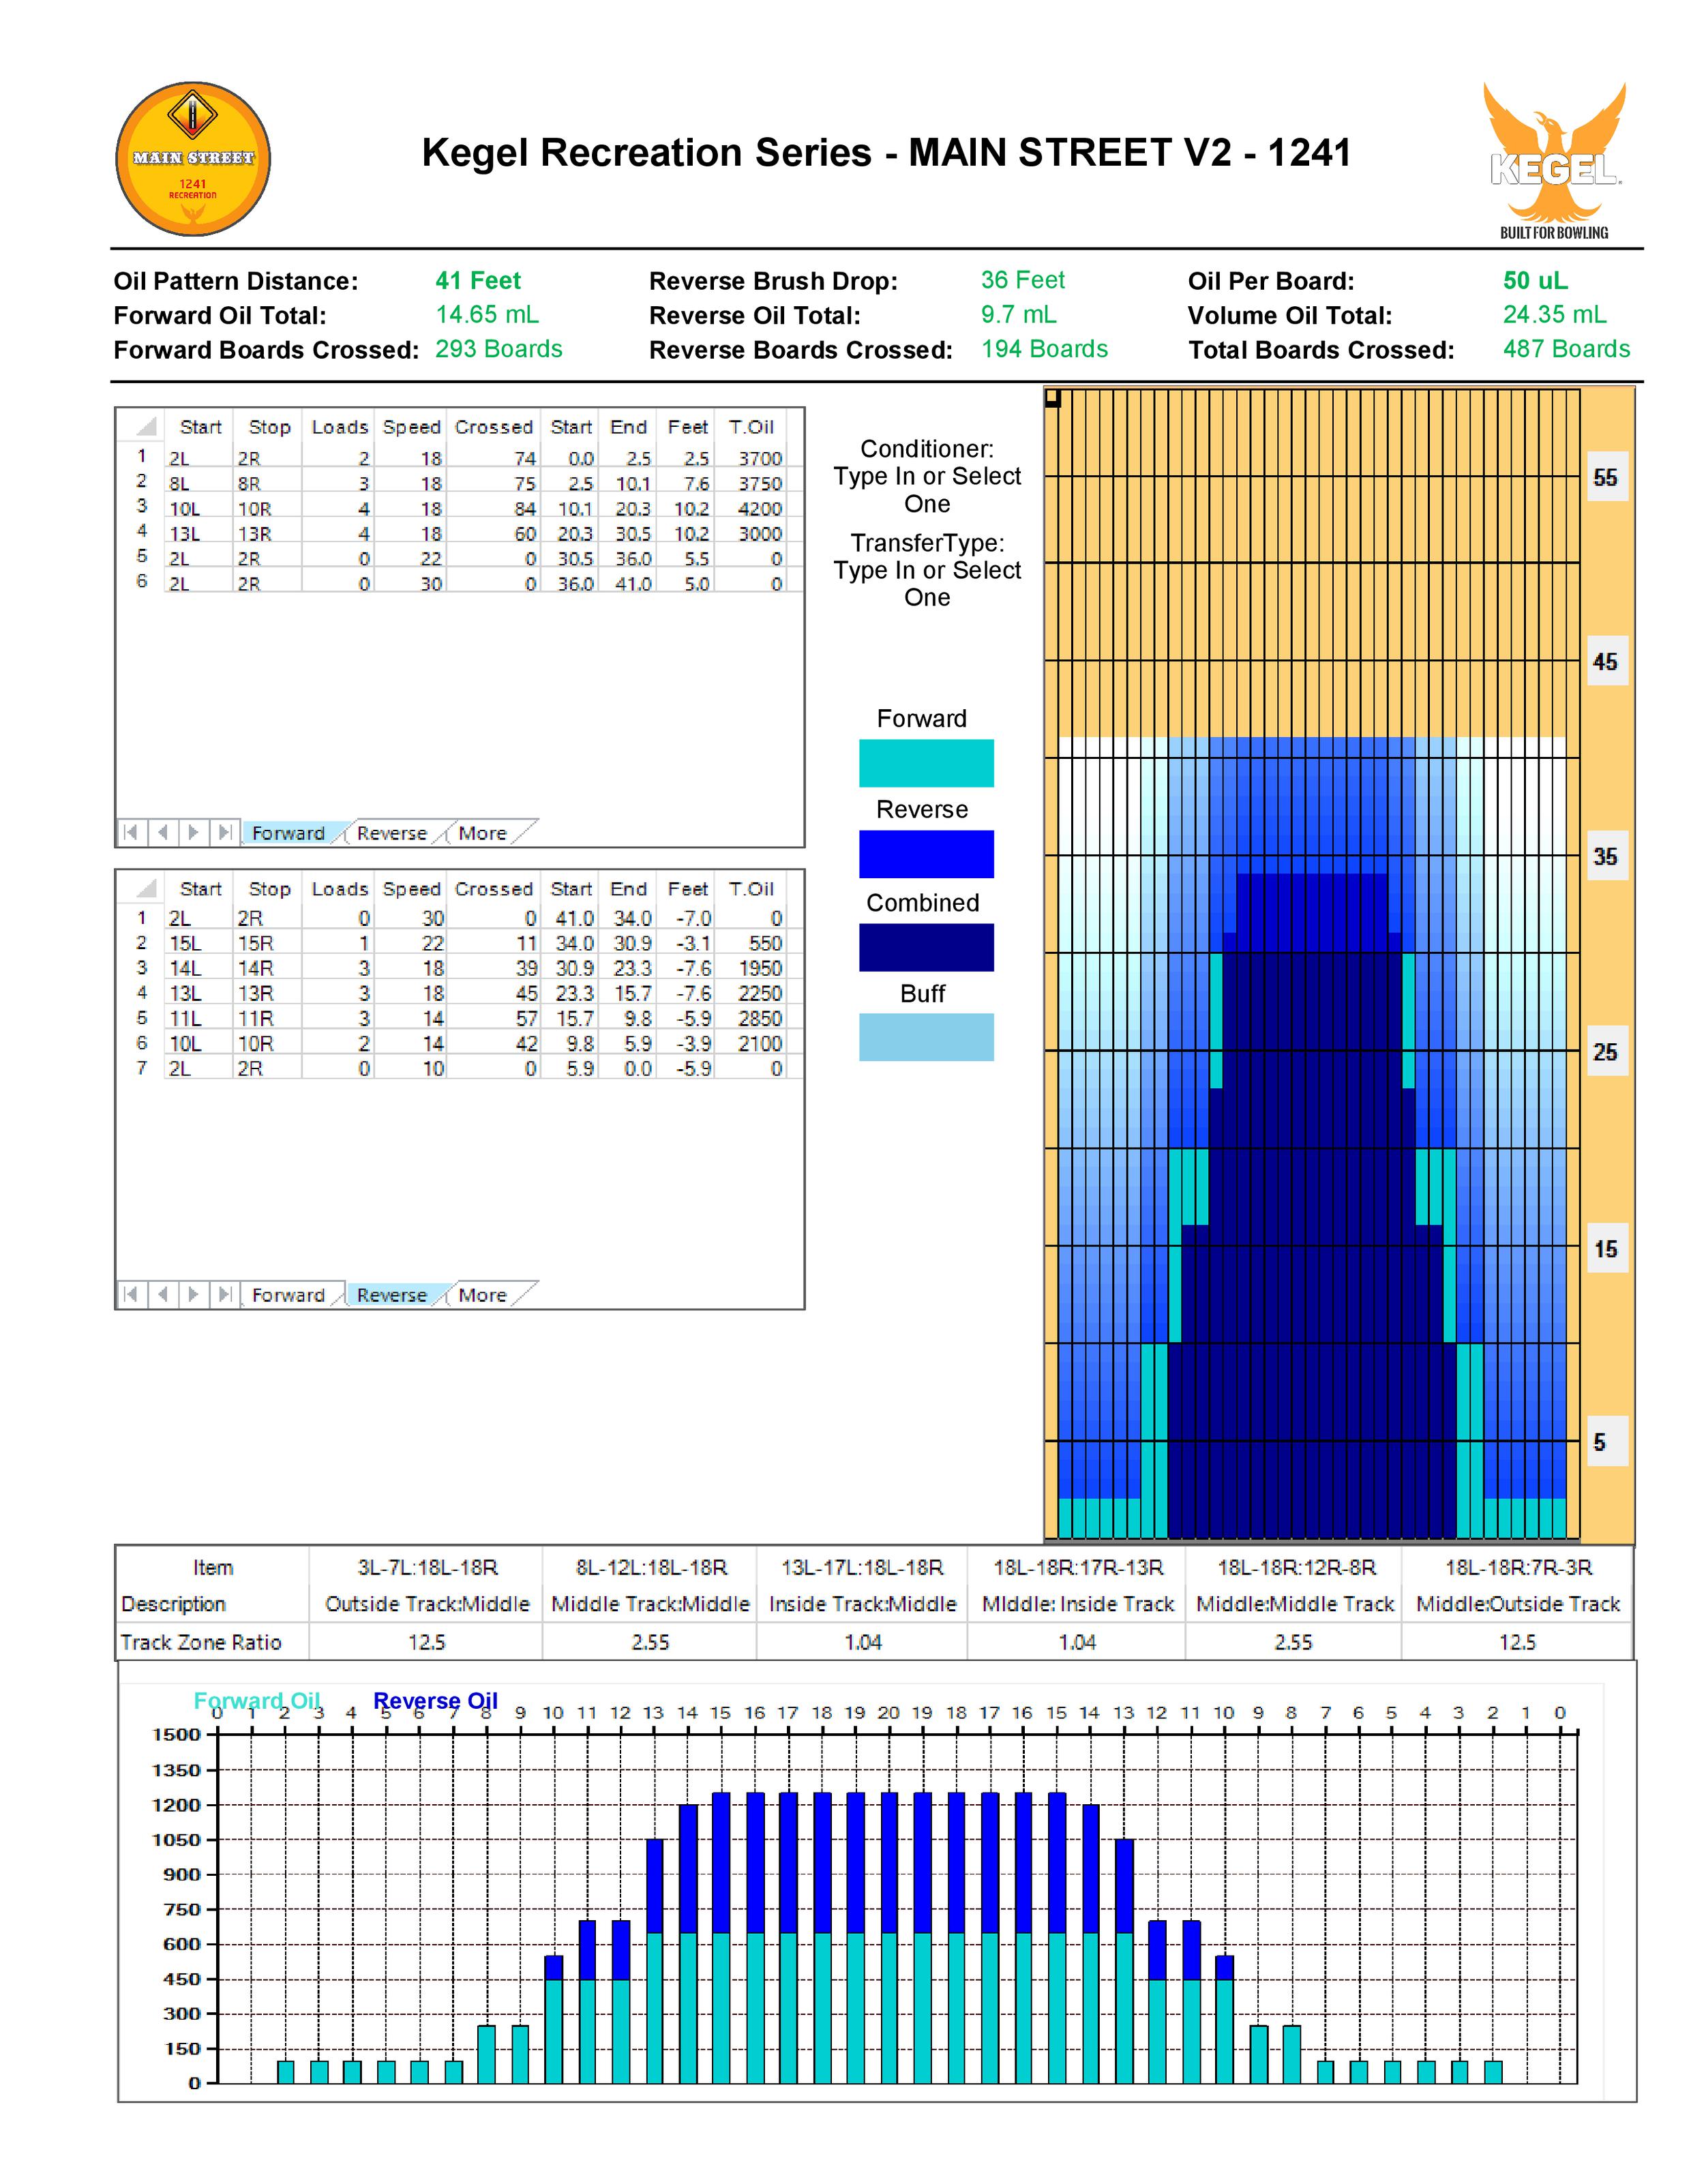 MAIN STREET
1241
RECREATION
Kegel Recreation Series - MAIN STREET V2 - 1241
KEGEL
BUILT FOR BOWLING
Oil Pattern Distance: 41 Feet Reverse Brush Drop: 36 Feet Oil Per Board: 50 uL
Forward Oil Total: 14.65 mL Reverse Oil Total: 9.7 mL Volume Oil Total: 24.35 mL
Forward Boards Crossed: 293 Boards Reverse Boards Crossed: 194 Boards Total Boards Crossed: 487 Boards
Start Stop Loads Speed Crossed Start End Feet T.Oil
1 2L 2R 2 18 74 0.0 2.5 2.5 3700
2 8L 8R 3 18 75 2.5 10.1 7.6 3750
3 10L 10R 4 18 84 10.1 20.3 10.2 4200
4 13L 13R 4 18 60 20.3 30.5 10.2 3000
5 2L 2R 0 22 0 30.5 36.0 5.5 0
6 2L 2R 0 30 0 36.0 41.0 5.0 0
Forward Reverse More
Start Stop Loads Speed Crossed Start End Feet T.Oil
1 2L 2R 0 30 0 41.0 34.0 -7.0 0
2 15L 15R 1 22 11 34.0 30.9 -3.1 550
3 14L 14R 3 18 39 30.9 23.3 -7.6 1950
4 13L 13R 3 18 45 23.3 15.7 -7.6 2250
5 11L 11R 3 14 57 15.7 9.8 -5.9 2850
6 10L 10R 2 14 42 9.8 5.9 -3.9 2100
7 2L 2R 0 10 0 5.9 0.0 -5.9 0
Forward Reverse More
Conditioner:
Type In or Select
One
TransferType:
Type In or Select
One
Forward
Reverse
Combined
Buff
55
45
35
25
15
5
Item 3L-7L:18L-18R 8L-12L:18L-18R 13L-17L:18L-18R 18L-18R:17R-13R 18L-18R:12R-8R 18L-18R:7R-3R
Description Outside Track:Middle Middle Track:Middle Inside Track:Middle MIddle: Inside Track Middle:Middle Track Middle:Outside Track
Track Zone Ratio 12.5 2.55 1.04 1.04 2.55 12.5
Forward Oil Reverse Oil
0 1 2 3 4 5 6 7 8 9 10 11 12 13 14 15 16 17 18 19 20 19 18 17 16 15 14 13 12 11 10 9 8 7 6 5 4 3 2 1 0
1500
1350
1200
1050
900
750
600
450
300
150
0